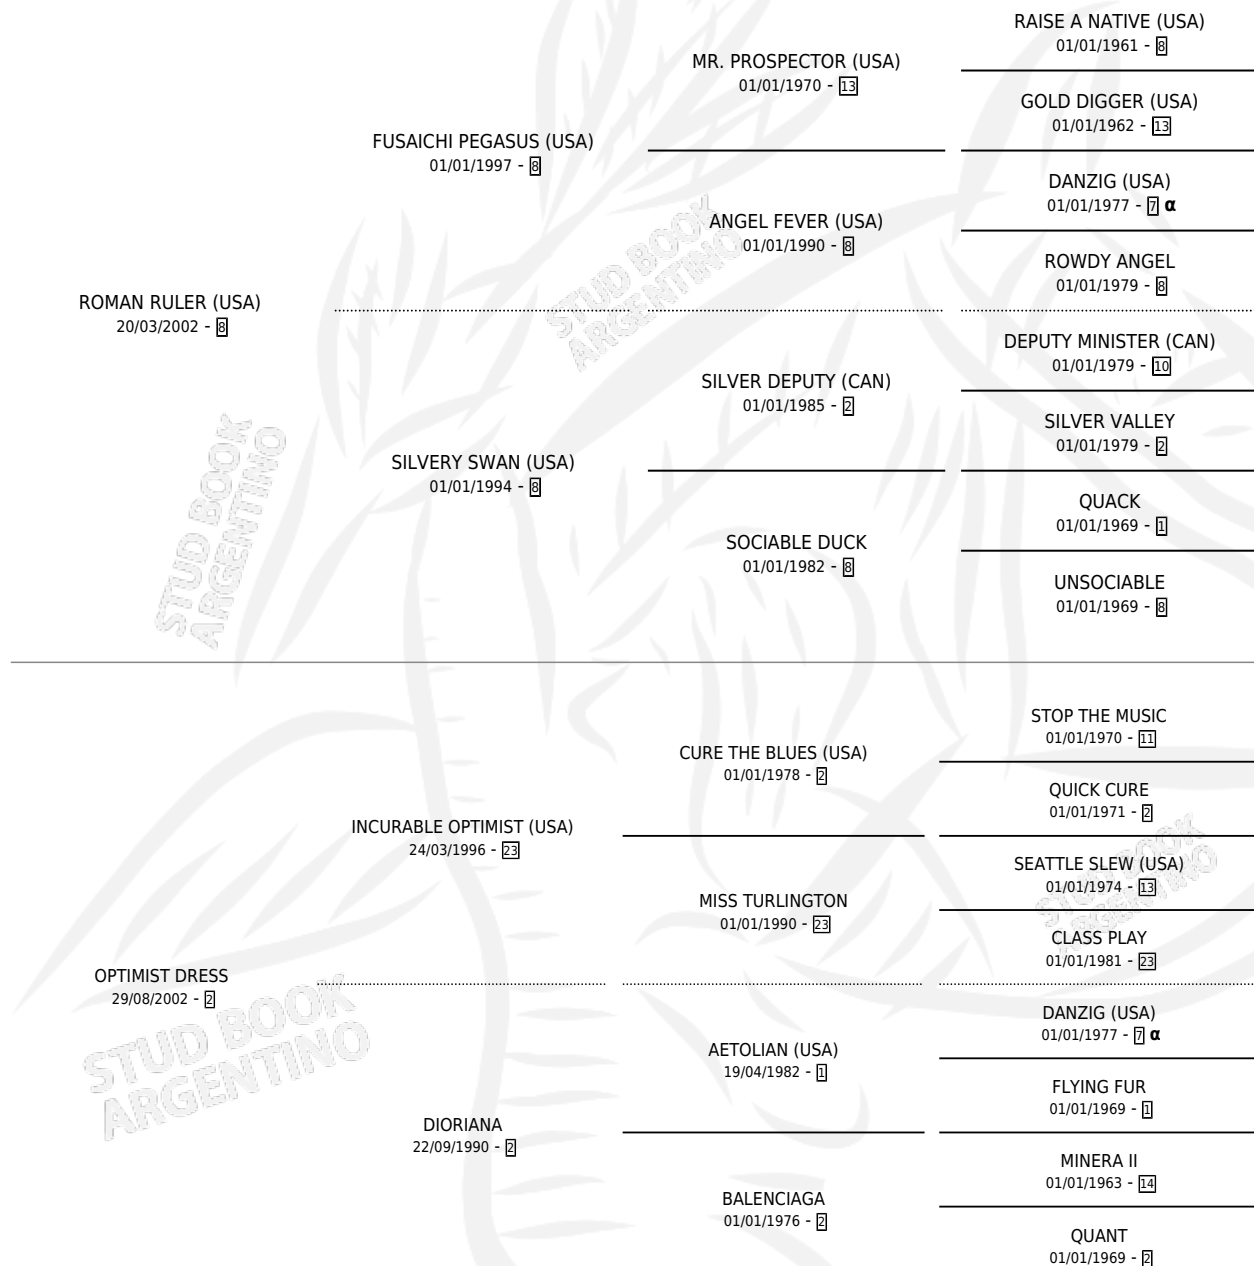 RAISE A NATIVE (USA)
01/01/1961 - 8
MR. PROSPECTOR (USA)
01/01/1970 - 13
GOLD DIGGER (USA)
01/01/1962 - 13
FUSAICHI PEGASUS (USA)
01/01/1997 - 8
DANZIG (USA)
01/01/1977 - 7 α
ANGEL FEVER (USA)
01/01/1990 - 8
ROWDY ANGEL
01/01/1979 - 8
STUD BOOK
ARGENTINO
ROMAN RULER (USA)
20/03/2002 - 8
DEPUTY MINISTER (CAN)
01/01/1979 - 10
SILVER DEPUTY (CAN)
01/01/1985 - 2
SILVER VALLEY
01/01/1979 - 2
SILVERY SWAN (USA)
01/01/1994 - 8
QUACK
01/01/1969 - 1
SOCIABLE DUCK
01/01/1982 - 8
UNSOCIABLE
01/01/1969 - 8
STUD BOOK
ARGENTINO
STOP THE MUSIC
01/01/1970 - 11
CURE THE BLUES (USA)
01/01/1978 - 2
QUICK CURE
01/01/1971 - 2
INCURABLE OPTIMIST (USA)
24/03/1996 - 23
SEATTLE SLEW (USA)
01/01/1974 - 13
STUD BOOK
ARGENTINO
MISS TURLINGTON
01/01/1990 - 23
CLASS PLAY
01/01/1981 - 23
OPTIMIST DRESS
29/08/2002 - 2
STUD BOOK
ARGENTINO
DANZIG (USA)
01/01/1977 - 7 α
AETOLIAN (USA)
19/04/1982 - 1
FLYING FUR
01/01/1969 - 1
DIORIANA
22/09/1990 - 2
MINERA II
01/01/1963 - 14
BALENCIAGA
01/01/1976 - 2
QUANT
01/01/1969 - 2